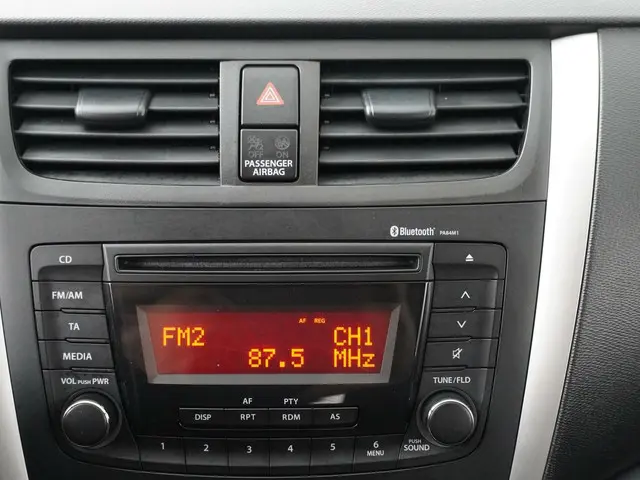 OFF ON
PASSENGER
AIRBAG
Bluetooth® PA84M1
CD
FM/AM
TA
MEDIA
VOL PUSH PWR
AF REG
FM2 CH1
87.5 MHz
TUNE/FLD
AF PTY
DISP RPT RDM AS
1 2 3 4 5 6
MENU
PUSH
SOUND